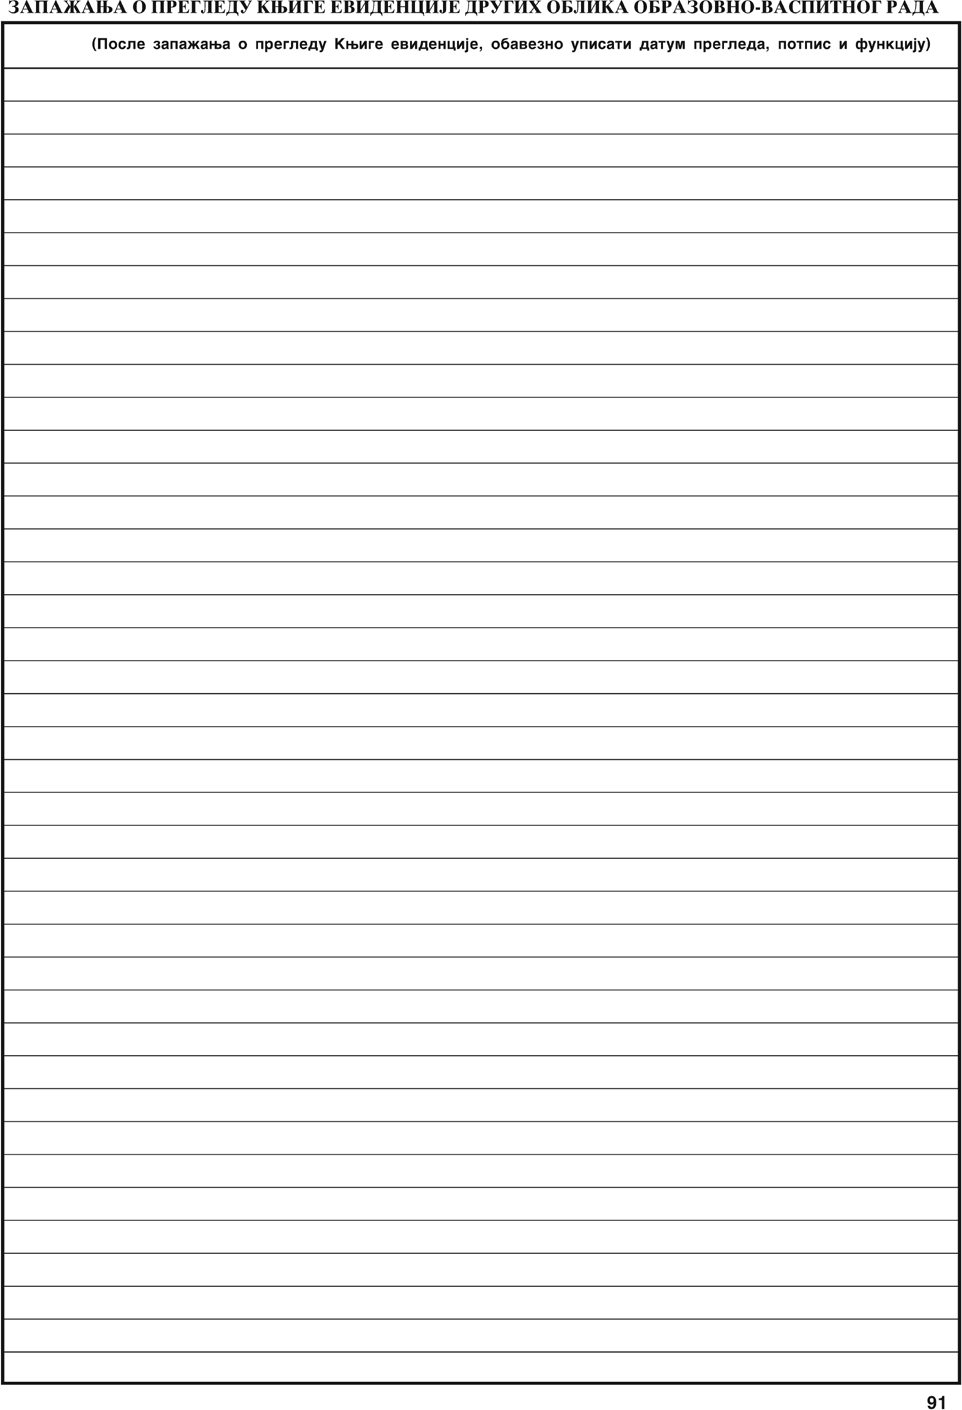 ЗАПАЖАЊА О ПРЕГЛЕДУ КЊИГЕ ЕВИДЕНЦИЈЕ ДРУГИХ ОБЛИКА ОБРАЗОВНО-ВАСПИТНОГ РАДА
(После запажања о прегледу Књиге евиденције, обавезно уписати датум прегледа, потпис и функцију)
91